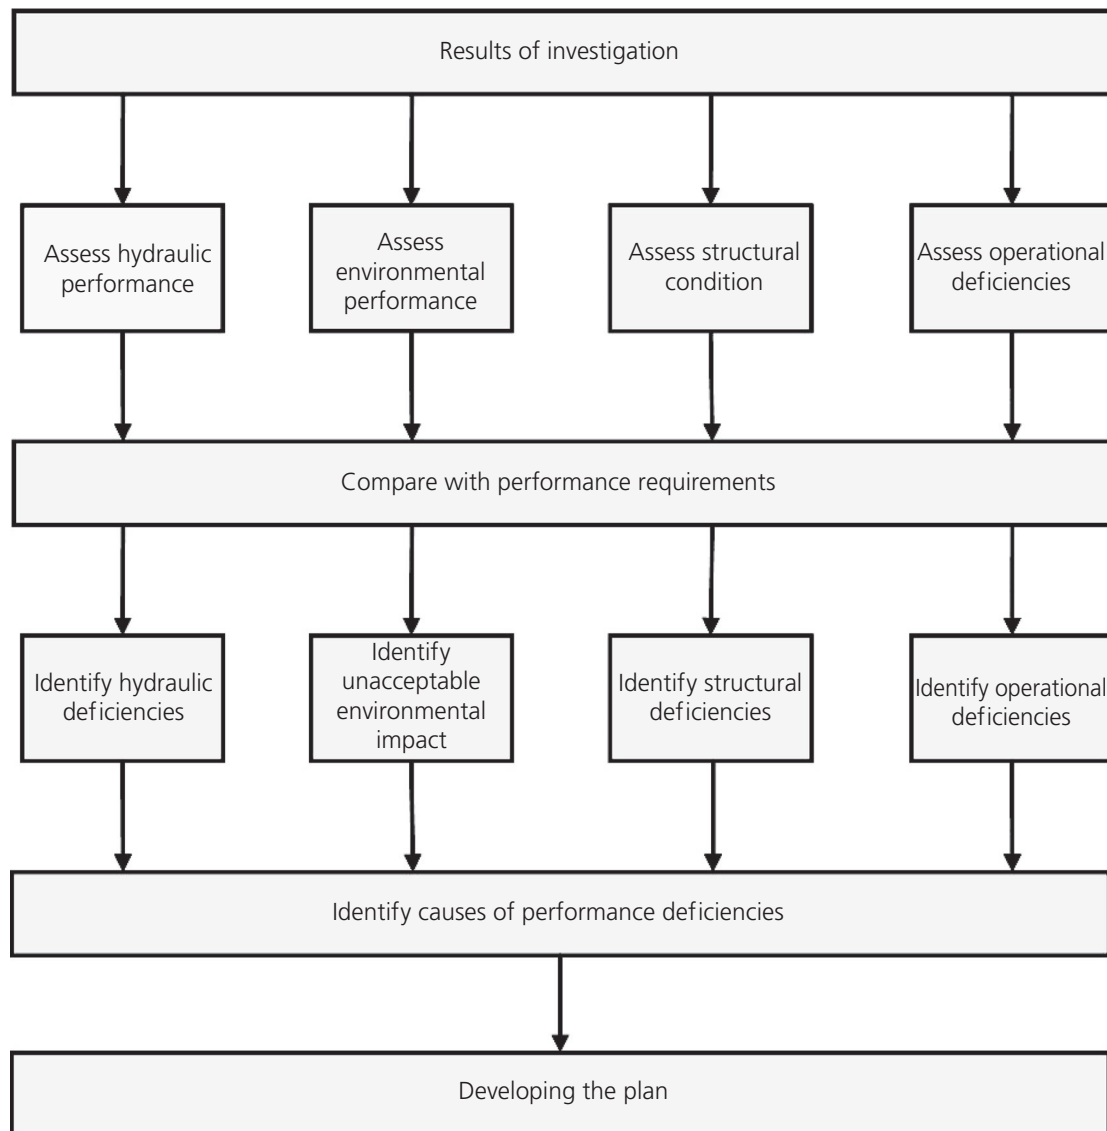 Results of investigation
Assess hydraulic
performance
Assess
environmental
performance
Assess structural
condition
Assess operational
deficiencies
Compare with performance requirements
Identify hydraulic
deficiencies
Identify
unacceptable
environmental
impact
Identify structural
deficiencies
Identify operational
deficiencies
Identify causes of performance deficiencies
Developing the plan